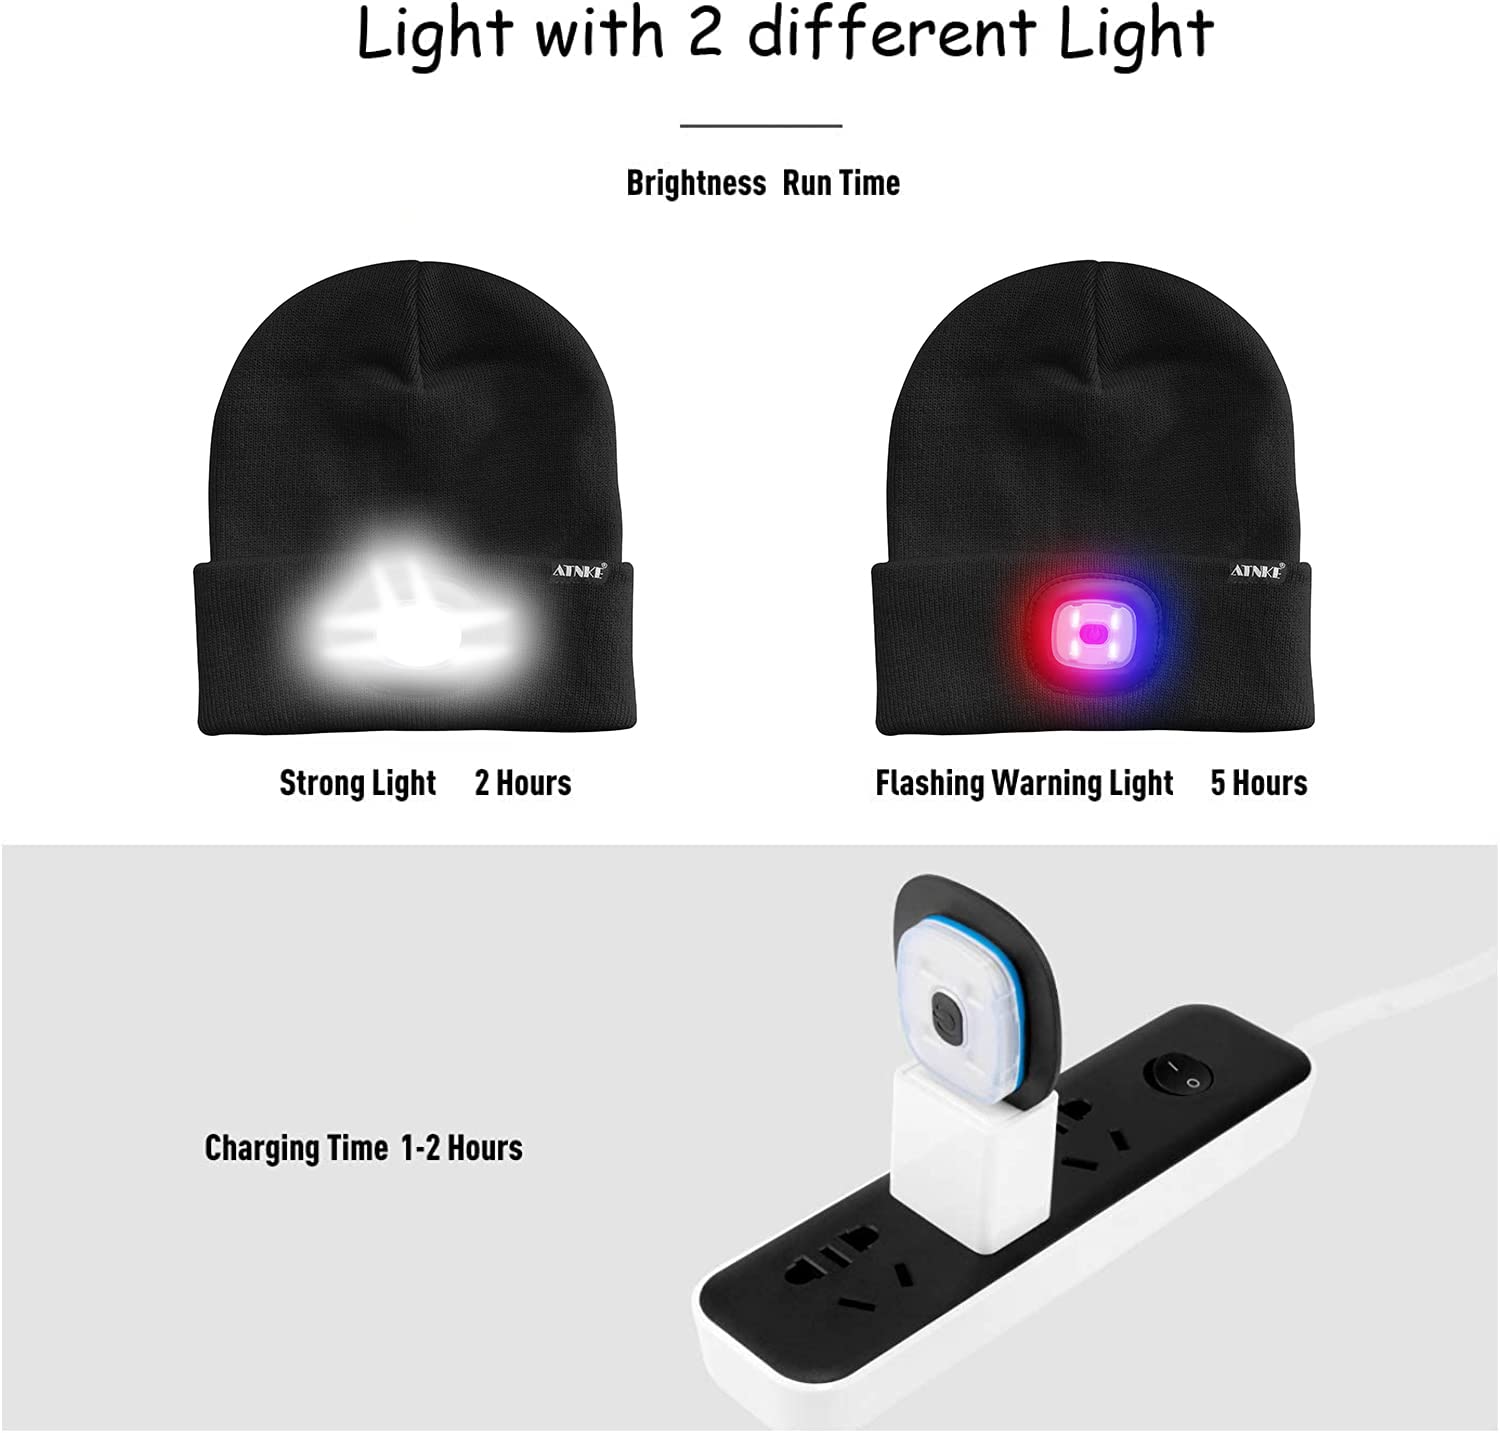 Light with 2 different Light
Brightness Run Time
ATNKE®
ATNKE®
Strong Light 2 Hours
Flashing Warning Light 5 Hours
Charging Time 1-2 Hours